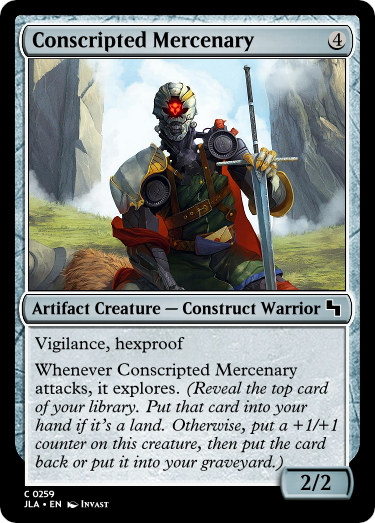 Conscripted Mercenary 4
Artifact Creature — Construct Warrior
Vigilance, hexproof
Whenever Conscripted Mercenary
attacks, it explores. (Reveal the top card
of your library. Put that card into your
hand if it's a land. Otherwise, put a +1/+1
counter on this creature, then put the card
back or put it into your graveyard.)
2/2
C 0259
JLA • EN Invast